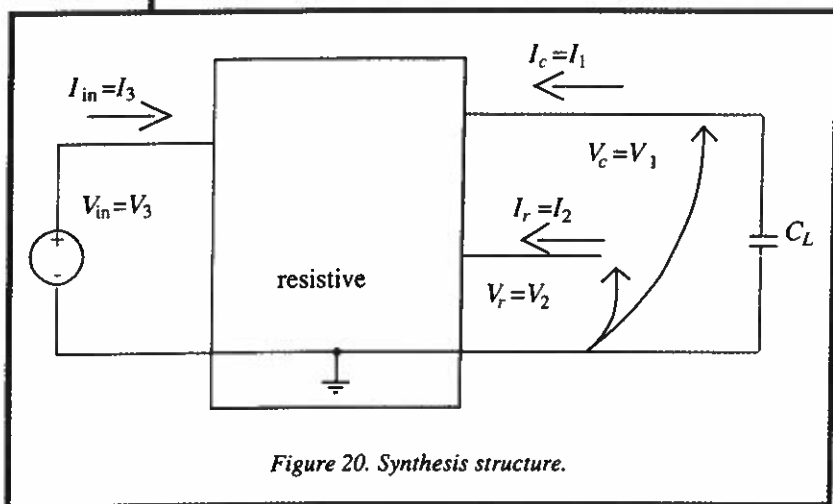 I_c=I_1
I_in=I_3
V_c=V_1
V_in=V_3
+
-
I_r=I_2
C_L
resistive
V_r=V_2
Figure 20. Synthesis structure.